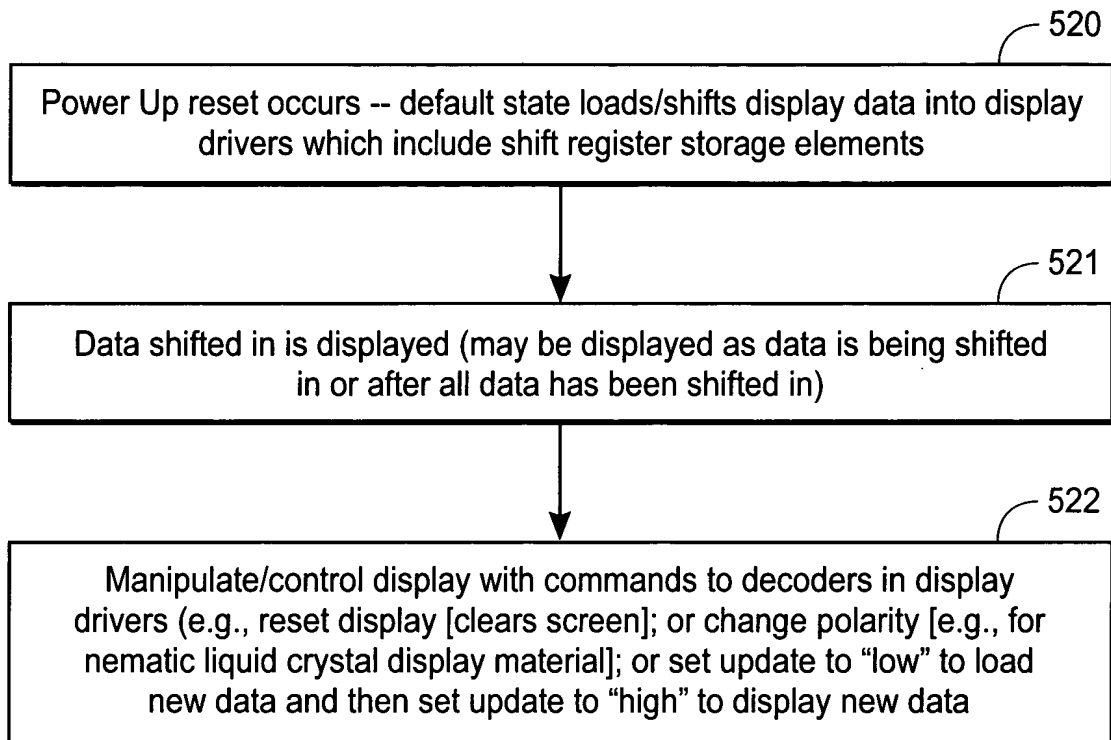 520
Power Up reset occurs -- default state loads/shifts display data into display
drivers which include shift register storage elements
521
Data shifted in is displayed (may be displayed as data is being shifted
in or after all data has been shifted in)
522
Manipulate/control display with commands to decoders in display
drivers (e.g., reset display [clears screen]; or change polarity [e.g., for
nematic liquid crystal display material]; or set update to “low” to load
new data and then set update to “high” to display new data